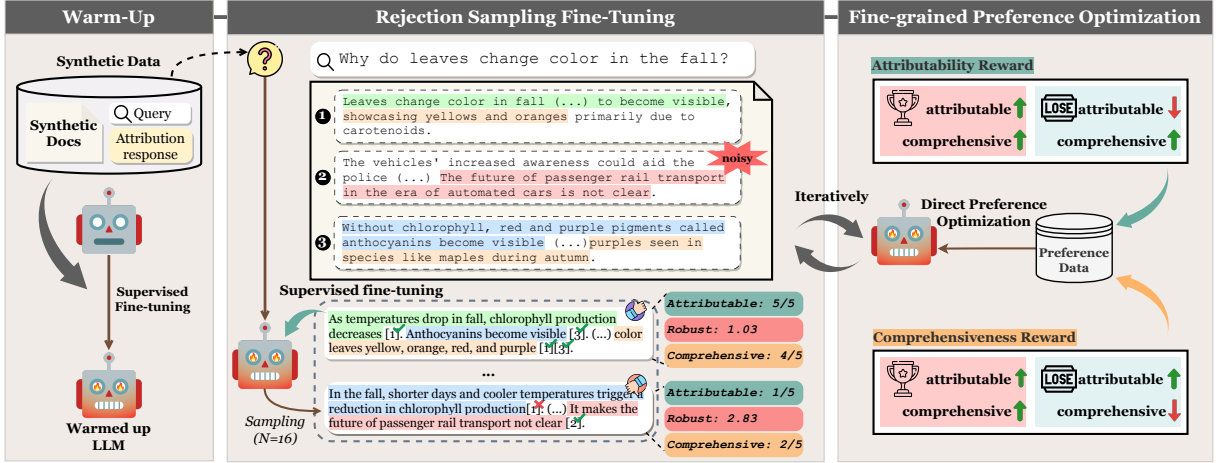 Warm-Up
Synthetic Data
Synthetic
Docs
Query
Attribution
response
Supervised
Fine-tuning
Warmed up
LLM
Rejection Sampling Fine-Tuning
?
Why do leaves change color in the fall?
1
Leaves change color in fall (...) to become visible,
showcasing yellows and oranges primarily due to
carotenoids.
noisy
2
The vehicles' increased awareness could aid the
police (...) The future of passenger rail transport
in the era of automated cars is not clear.
3
Without chlorophyll, red and purple pigments called
anthocyanins become visible (...)purples seen in
species like maples during autumn.
Supervised fine-tuning
As temperatures drop in fall, chlorophyll production
decreases [1]. Anthocyanins become visible [3]. (...) color
leaves yellow, orange, red, and purple [1][3].
Attributable: 5/5
Robust: 1.03
Comprehensive: 4/5
...
In the fall, shorter days and cooler temperatures trigger a
reduction in chlorophyll production[1]. (...) It makes the
future of passenger rail transport not clear [2].
Attributable: 1/5
Robust: 2.83
Comprehensive: 2/5
Sampling
(N=16)
Fine-grained Preference Optimization
Attributability Reward
attributable
comprehensive
LOSE
attributable
comprehensive
Iteratively
Direct Preference
Optimization
Preference
Data
Comprehensiveness Reward
attributable
comprehensive
LOSE
attributable
comprehensive